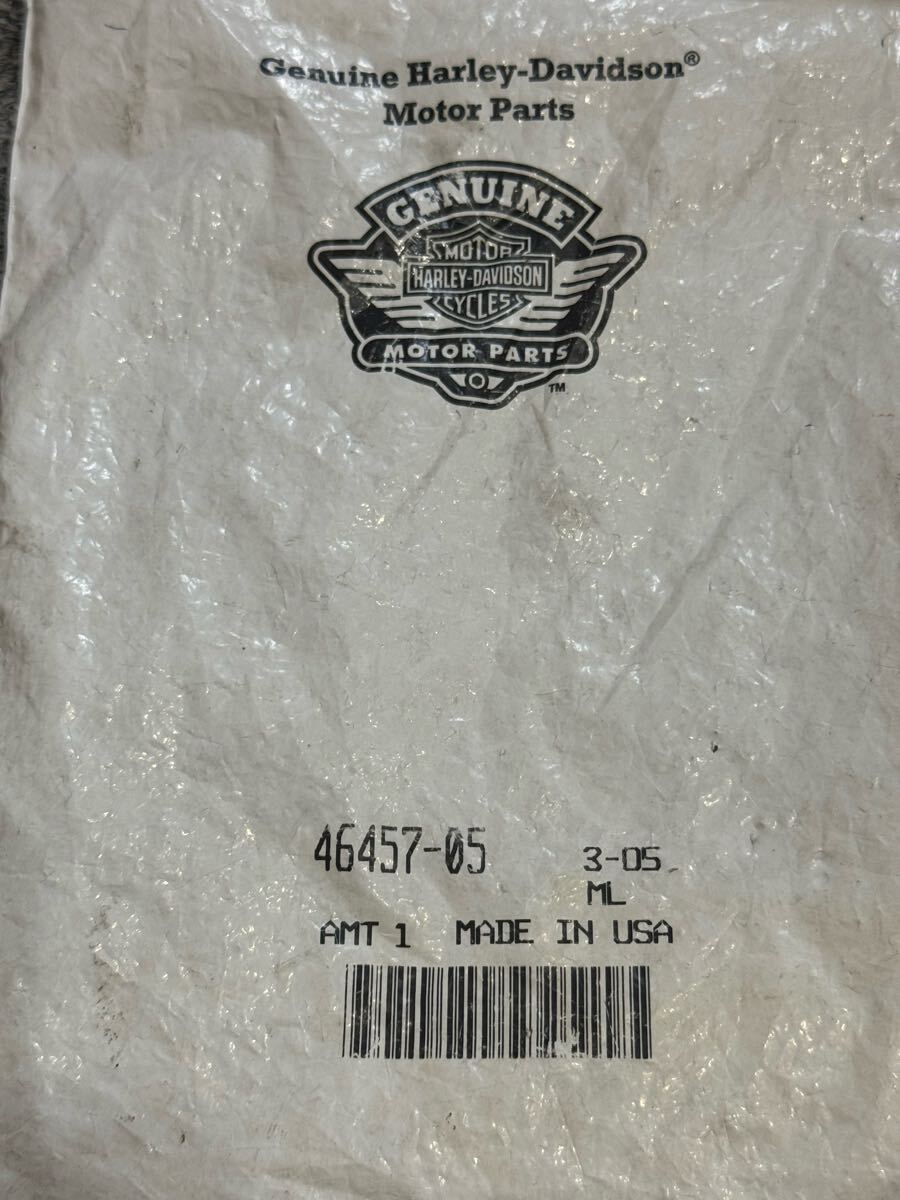 Genuine Harley-Davidson®
Motor Parts
GENUINE
MOTOR
HARLEY-DAVIDSON
CYCLES
MOTOR PARTS
TM
46457-05
3-05
ML
AMT 1 MADE IN USA